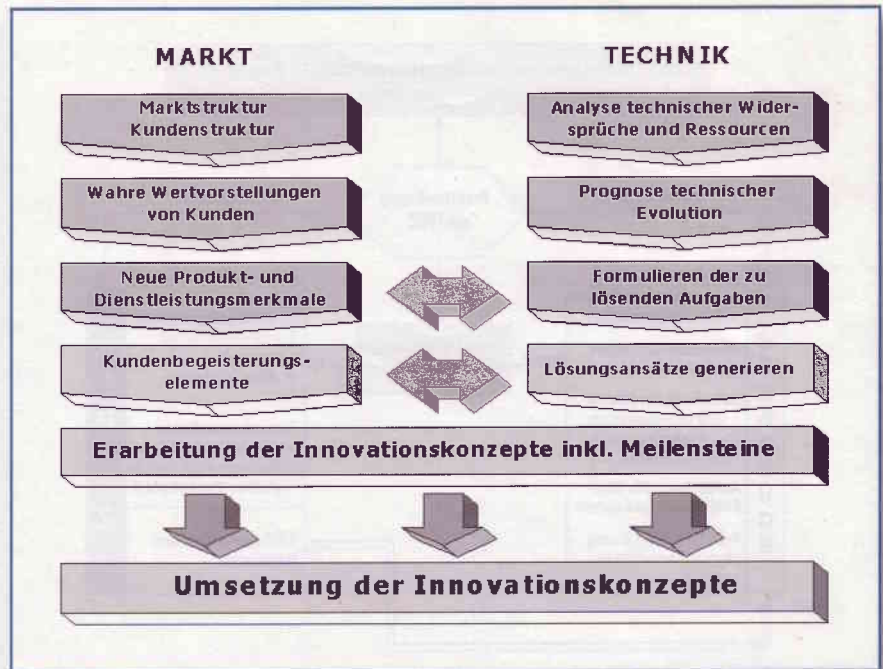 MARKT
Marktstruktur
Kundenstruktur
Wahre Wertvorstellungen
von Kunden
Neue Produkt- und
Dienstleistungsmerkmale
Kundenbegeisterungs-
elemente
TECHNIK
Analyse technischer Wider-
sprüche und Ressourcen
Prognose technischer
Evolution
Formulieren der zu
lösenden Aufgaben
Lösungsansätze generieren
Erarbeitung der Innovationskonzepte inkl. Meilensteine
Umsetzung der Innovationskonzepte